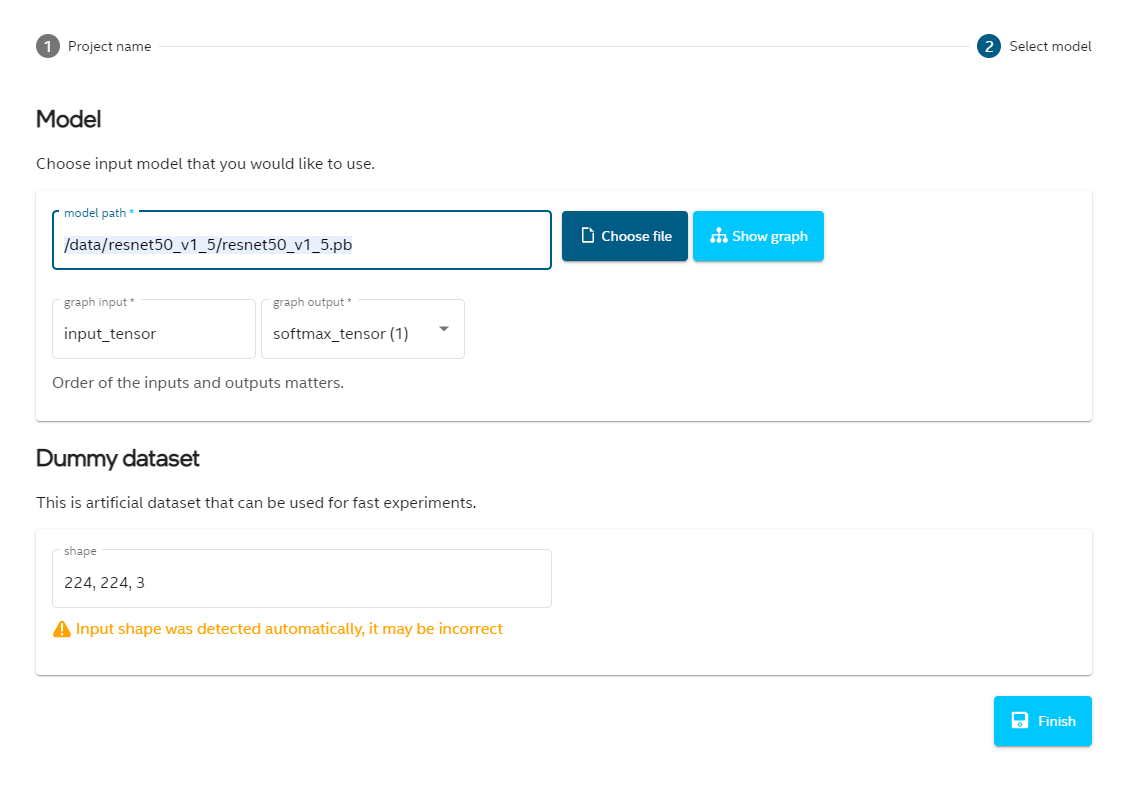 1 Project name
2 Select model
Model
Choose input model that you would like to use.
model path *
/data/resnet50_v1_5/resnet50_v1_5.pb
Choose file
Show graph
graph input *
graph output *
input_tensor
softmax_tensor (1)
Order of the inputs and outputs matters.
Dummy dataset
This is artificial dataset that can be used for fast experiments.
shape
224, 224, 3
Input shape was detected automatically, it may be incorrect
Finish